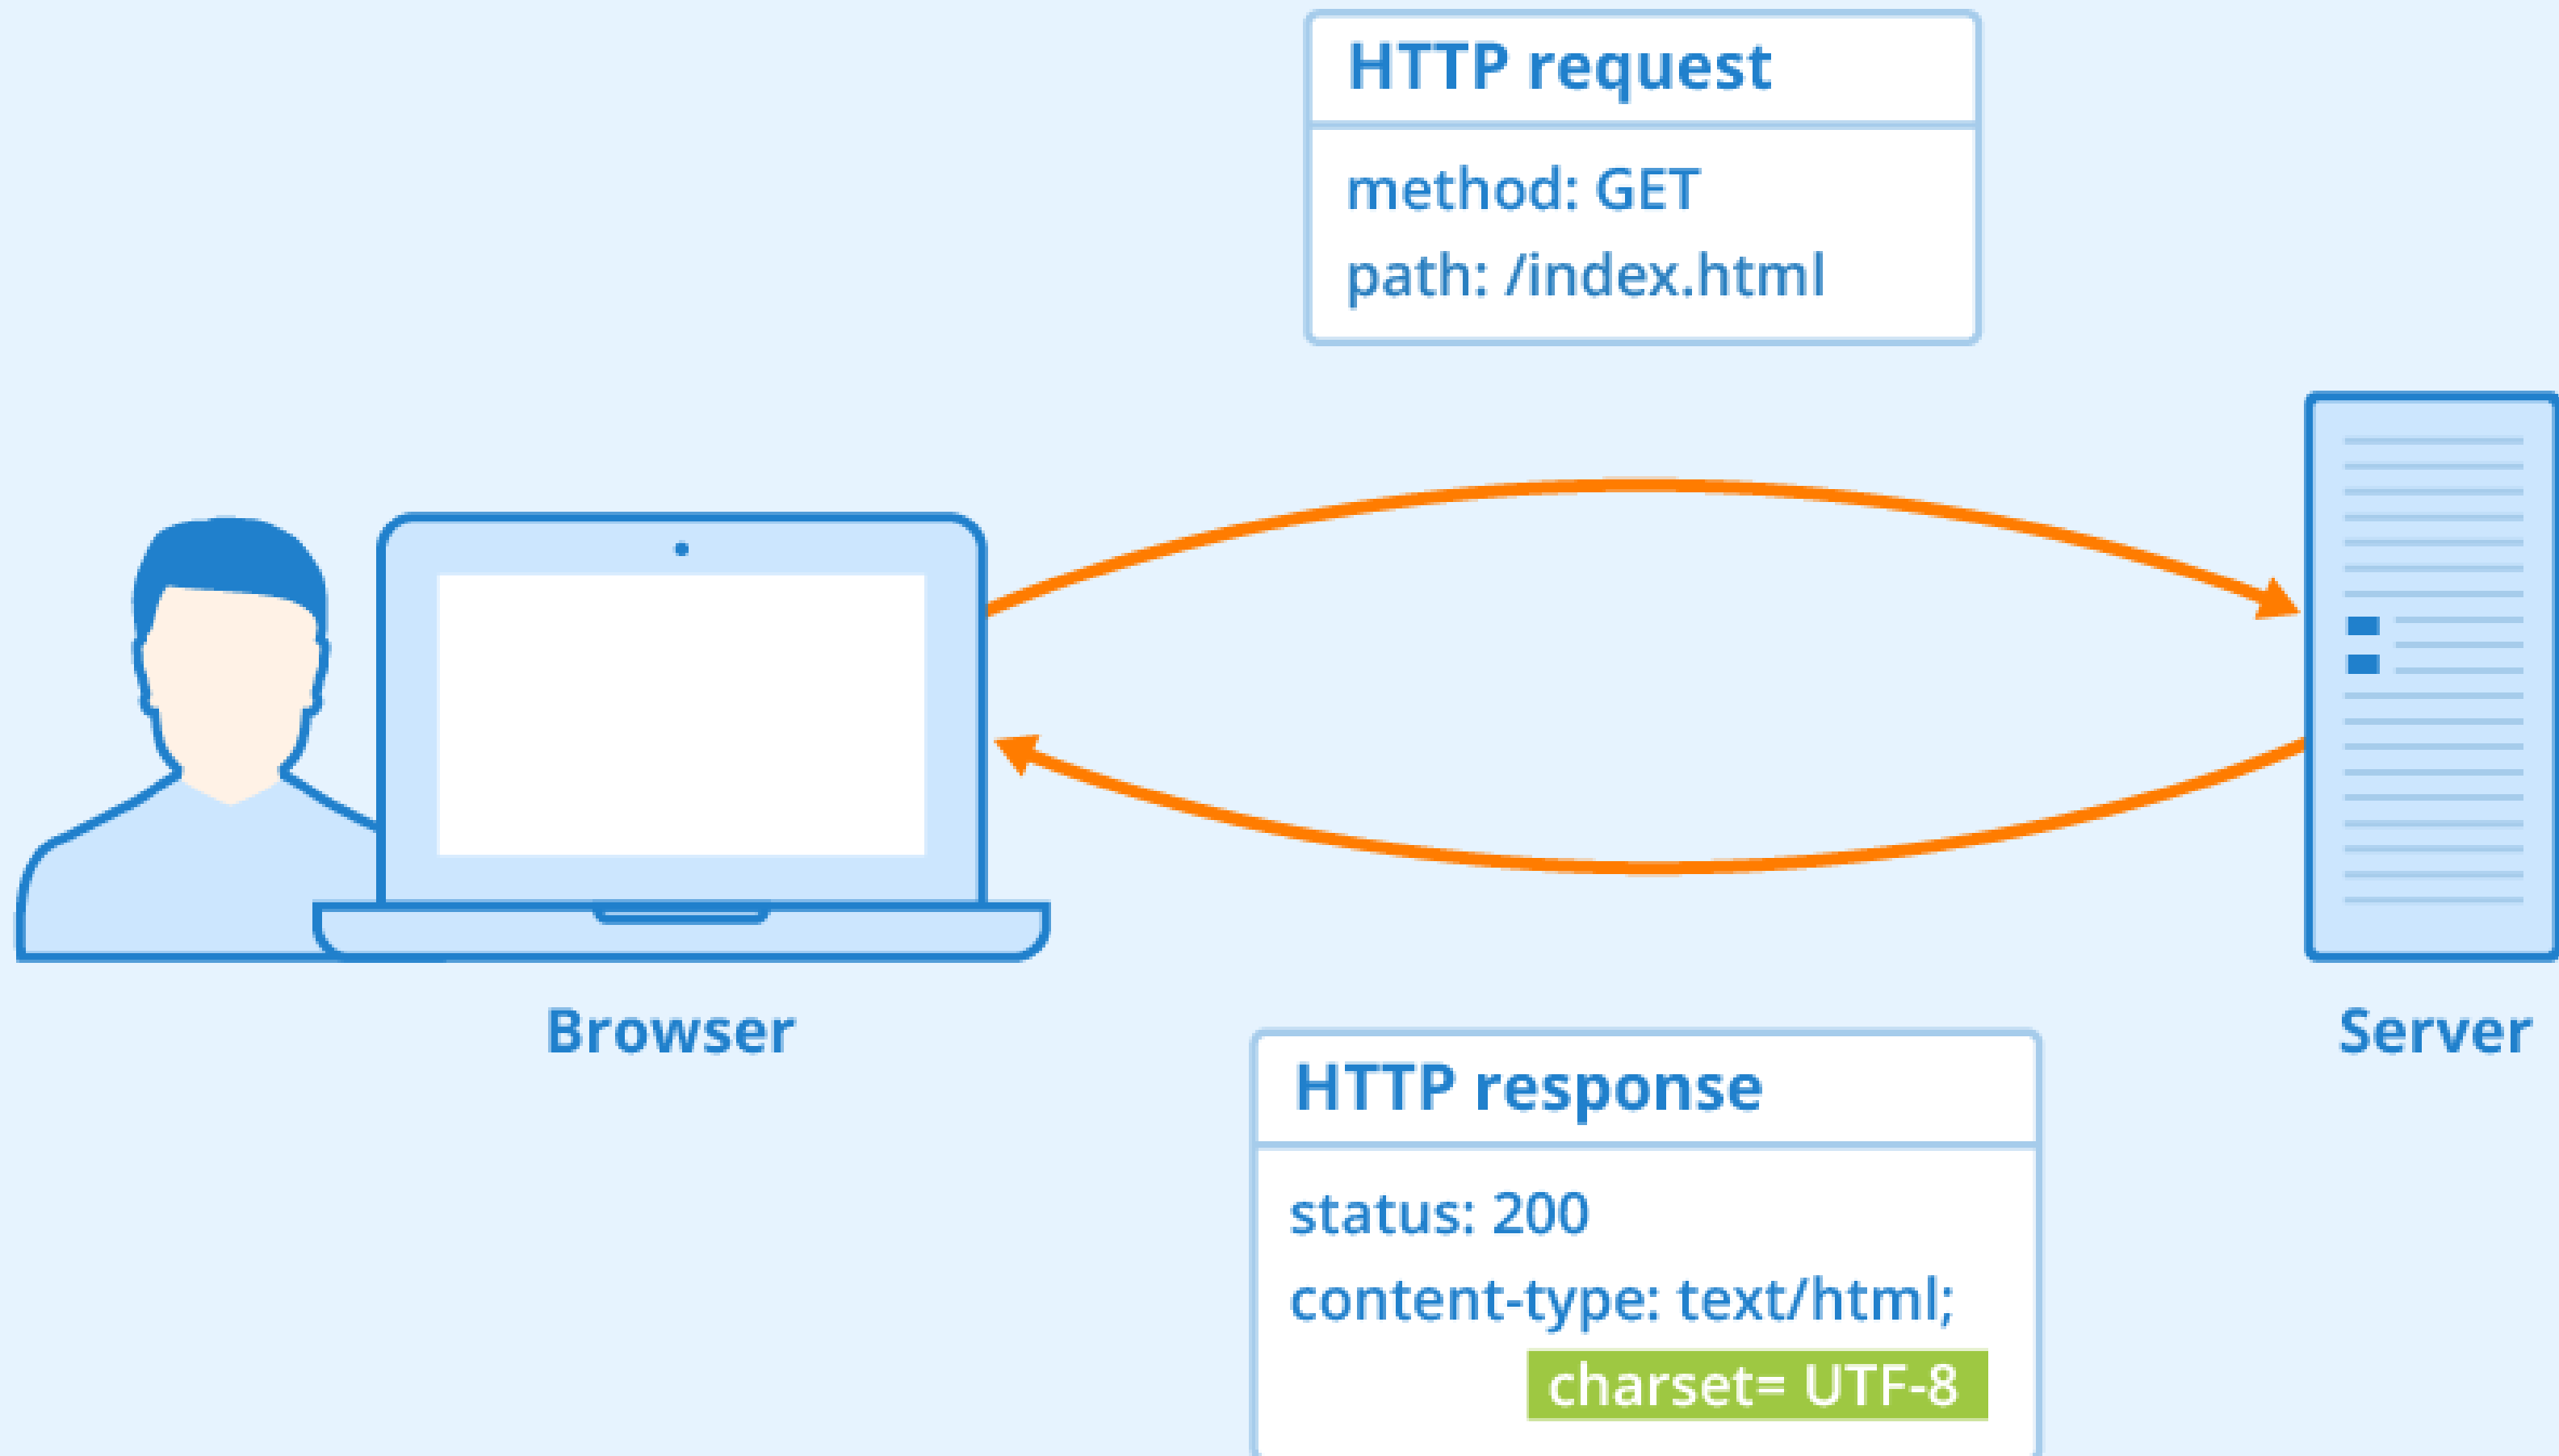 HTTP request
method: GET
path: /index.html
Browser
Server
HTTP response
status: 200
content-type: text/html;
charset= UTF-8